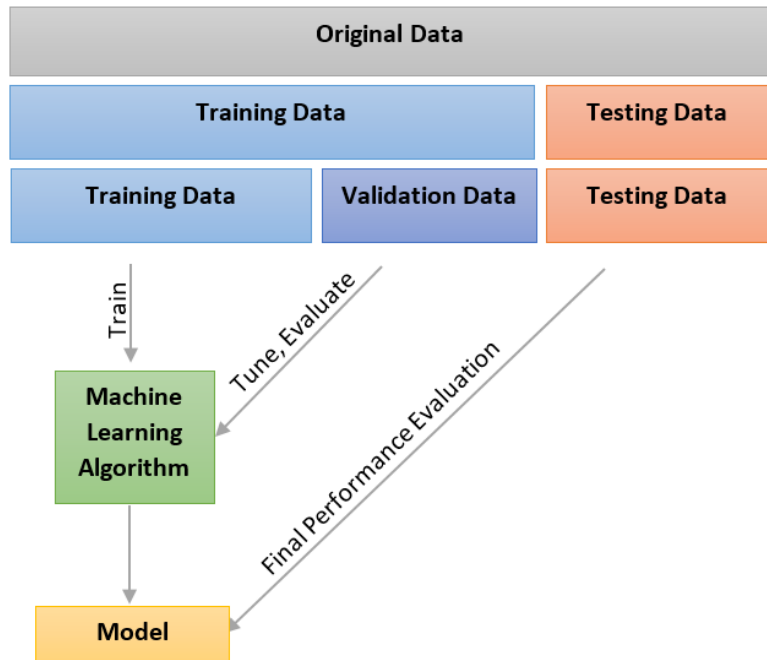 Original Data
Training Data
Testing Data
Training Data
Validation Data
Testing Data
Train
Tune, Evaluate
Final Performance Evaluation
Machine
Learning
Algorithm
Model